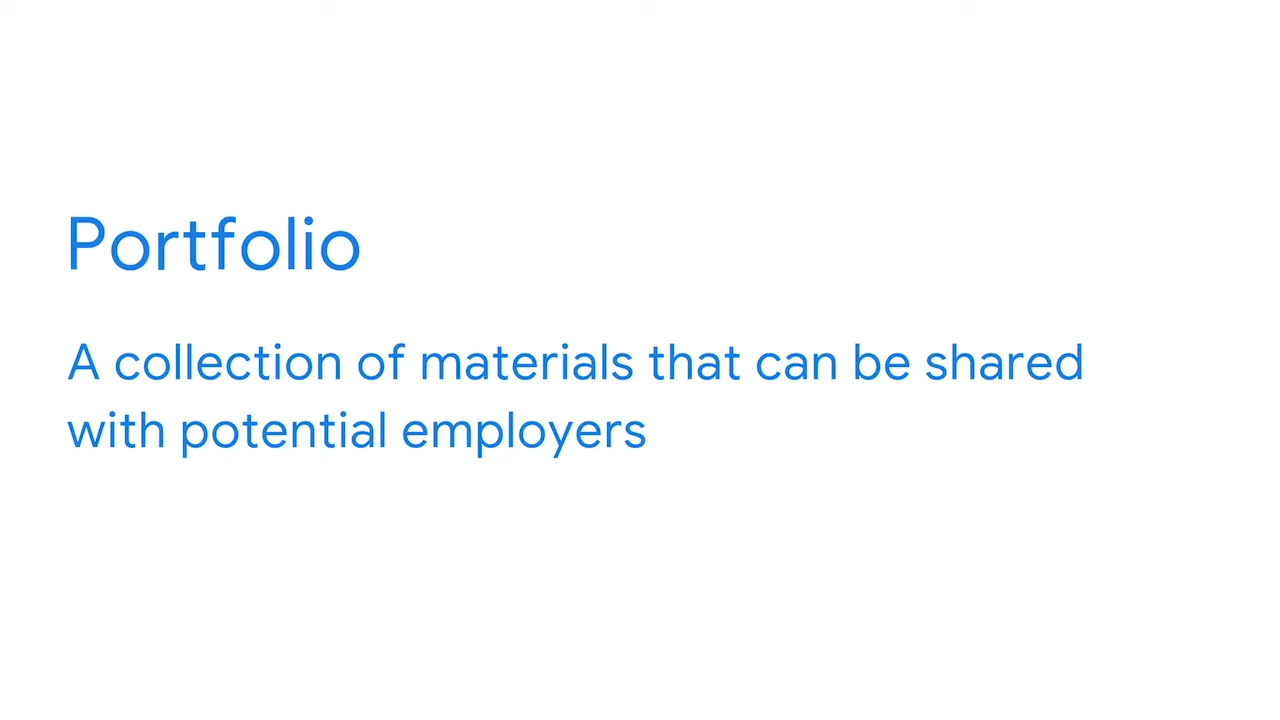 Portfolio
A collection of materials that can be shared
with potential employers